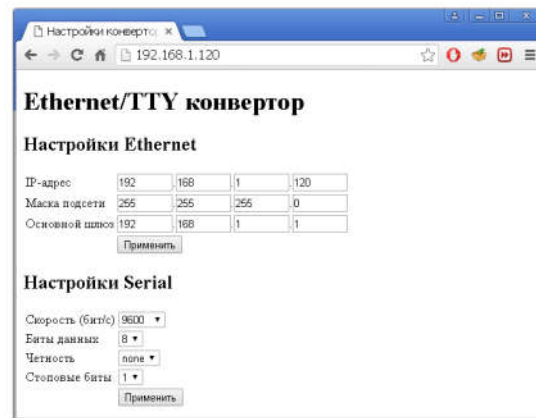 Настройки конвертор
192.168.1.120
Ethernet/TTY конвертор
Настройки Ethernet
IP-адрес 192 .168 .1 .120
Маска подсети 255 .255 .255 .0
Основной шлюз 192 .168 .1 .1
Применить
Настройки Serial
Скорость (бит/с) 9600
Биты данных 8
Четность none
Стоповые биты 1
Применить